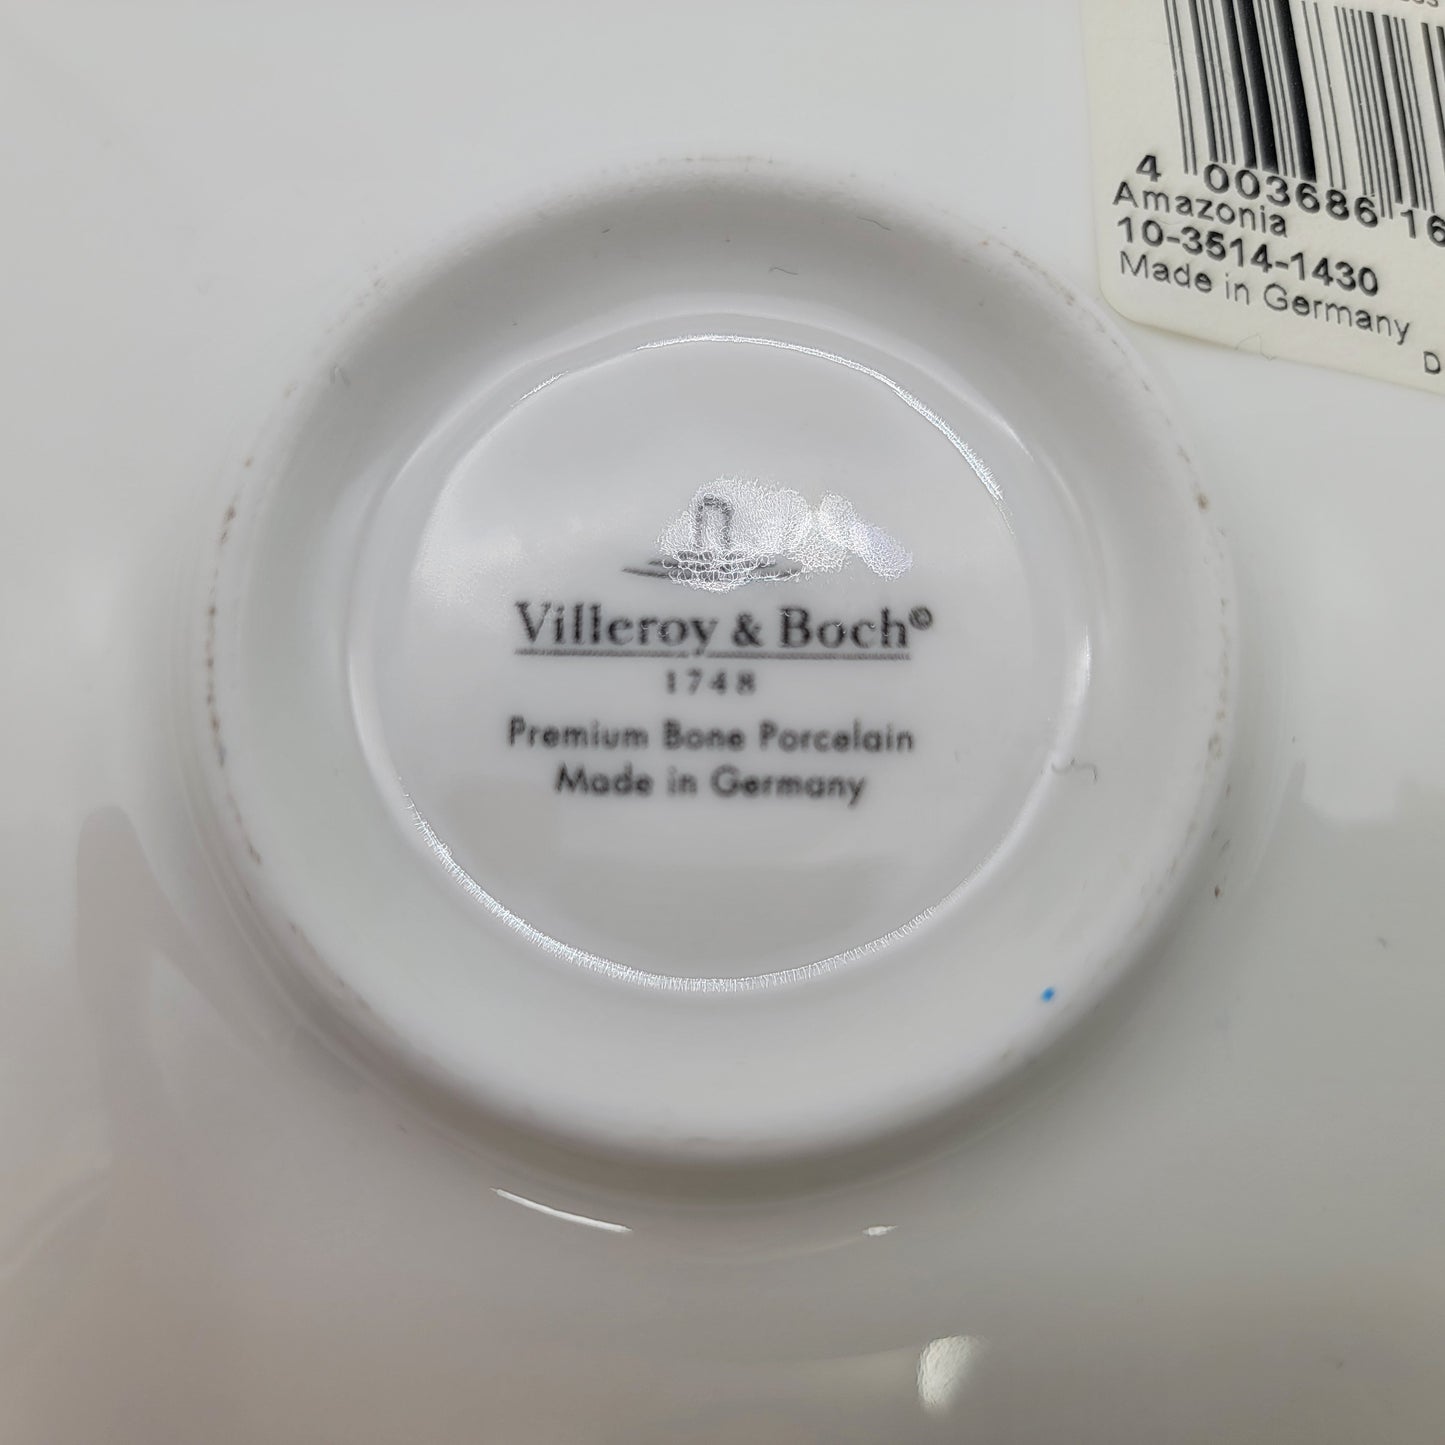 4 003686 16
Amazonia
10-3514-1430
Made in Germany
D
Villeroy & Boch®
1748
Premium Bone Porcelain
Made in Germany